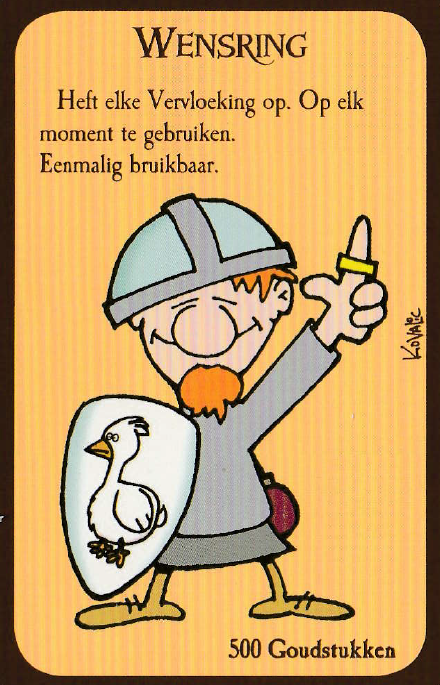 WENSRING
Heft elke Vervloeking op. Op elk
moment te gebruiken.
Eenmalig bruikbaar.
KOVALIC
500 Goudstukken